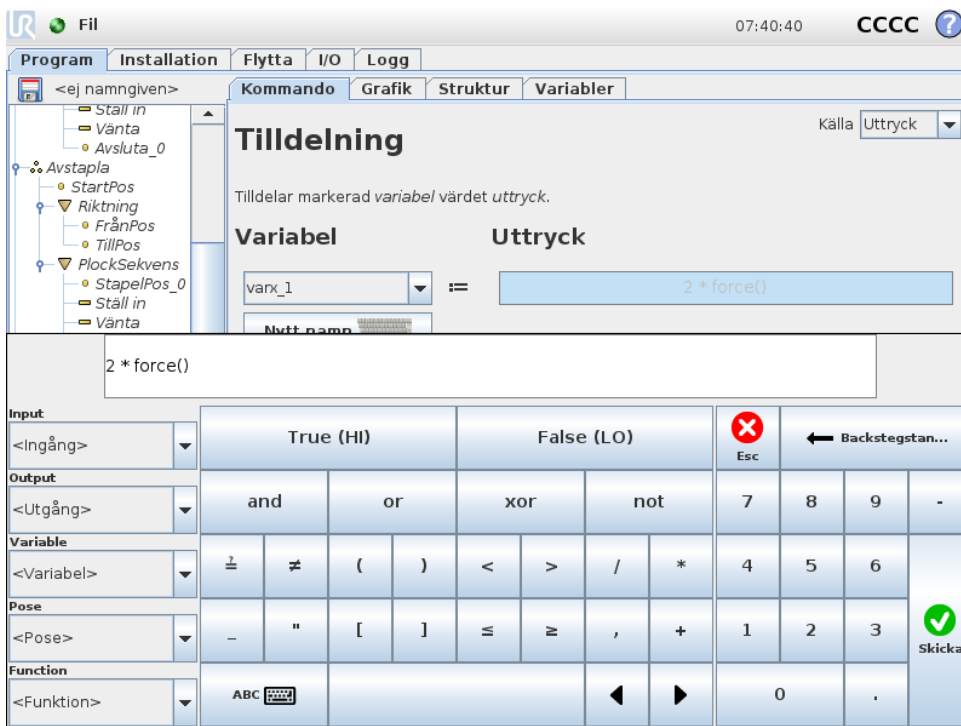 UR Fil 07:40:40 CCCC ?
Program Installation Flytta I/O Logg
<ej namngiven> Kommando Grafik Struktur Variabler
Ställ in
Vänta
Avsluta_0
Avstapla
StartPos
Riktning
FrånPos
TillPos
PlockSekvens
StapelPos_0
Ställ in
Vänta
Tilldelning Källa Uttryck
Tilldelar markerad variabel värdet uttryck.
Variabel Uttryck
varx_1 := 2 * force()
Nytt namn
2 * force()
Input
<Ingång> True (HI) False (LO) Esc Backstegstan...
Output
<Utgång> and or xor not 7 8 9 -
Variable
<Variabel> ≟ ≠ ( ) < > / * 4 5 6
Pose
<Pose> _ " [ ] ≤ ≥ , + 1 2 3 Skicka
Function
<Funktion> ABC 0 .